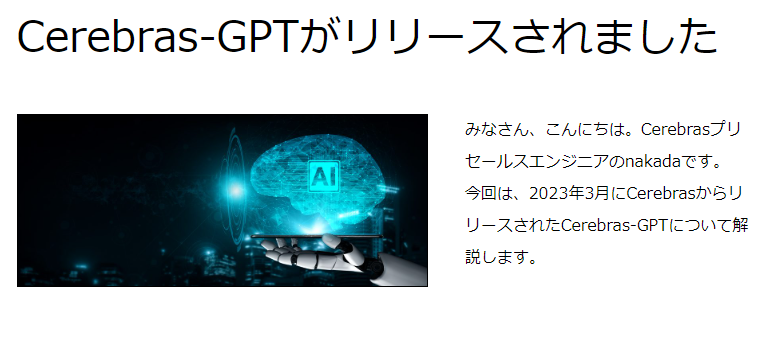 Cerebras-GPTがリリースされました
AI
みなさん、こんにちは。Cerebrasプリ
セールスエンジニアのnakadaです。
今回は、2023年3月にCerebrasからリ
リースされたCerebras-GPTについて解
説します。